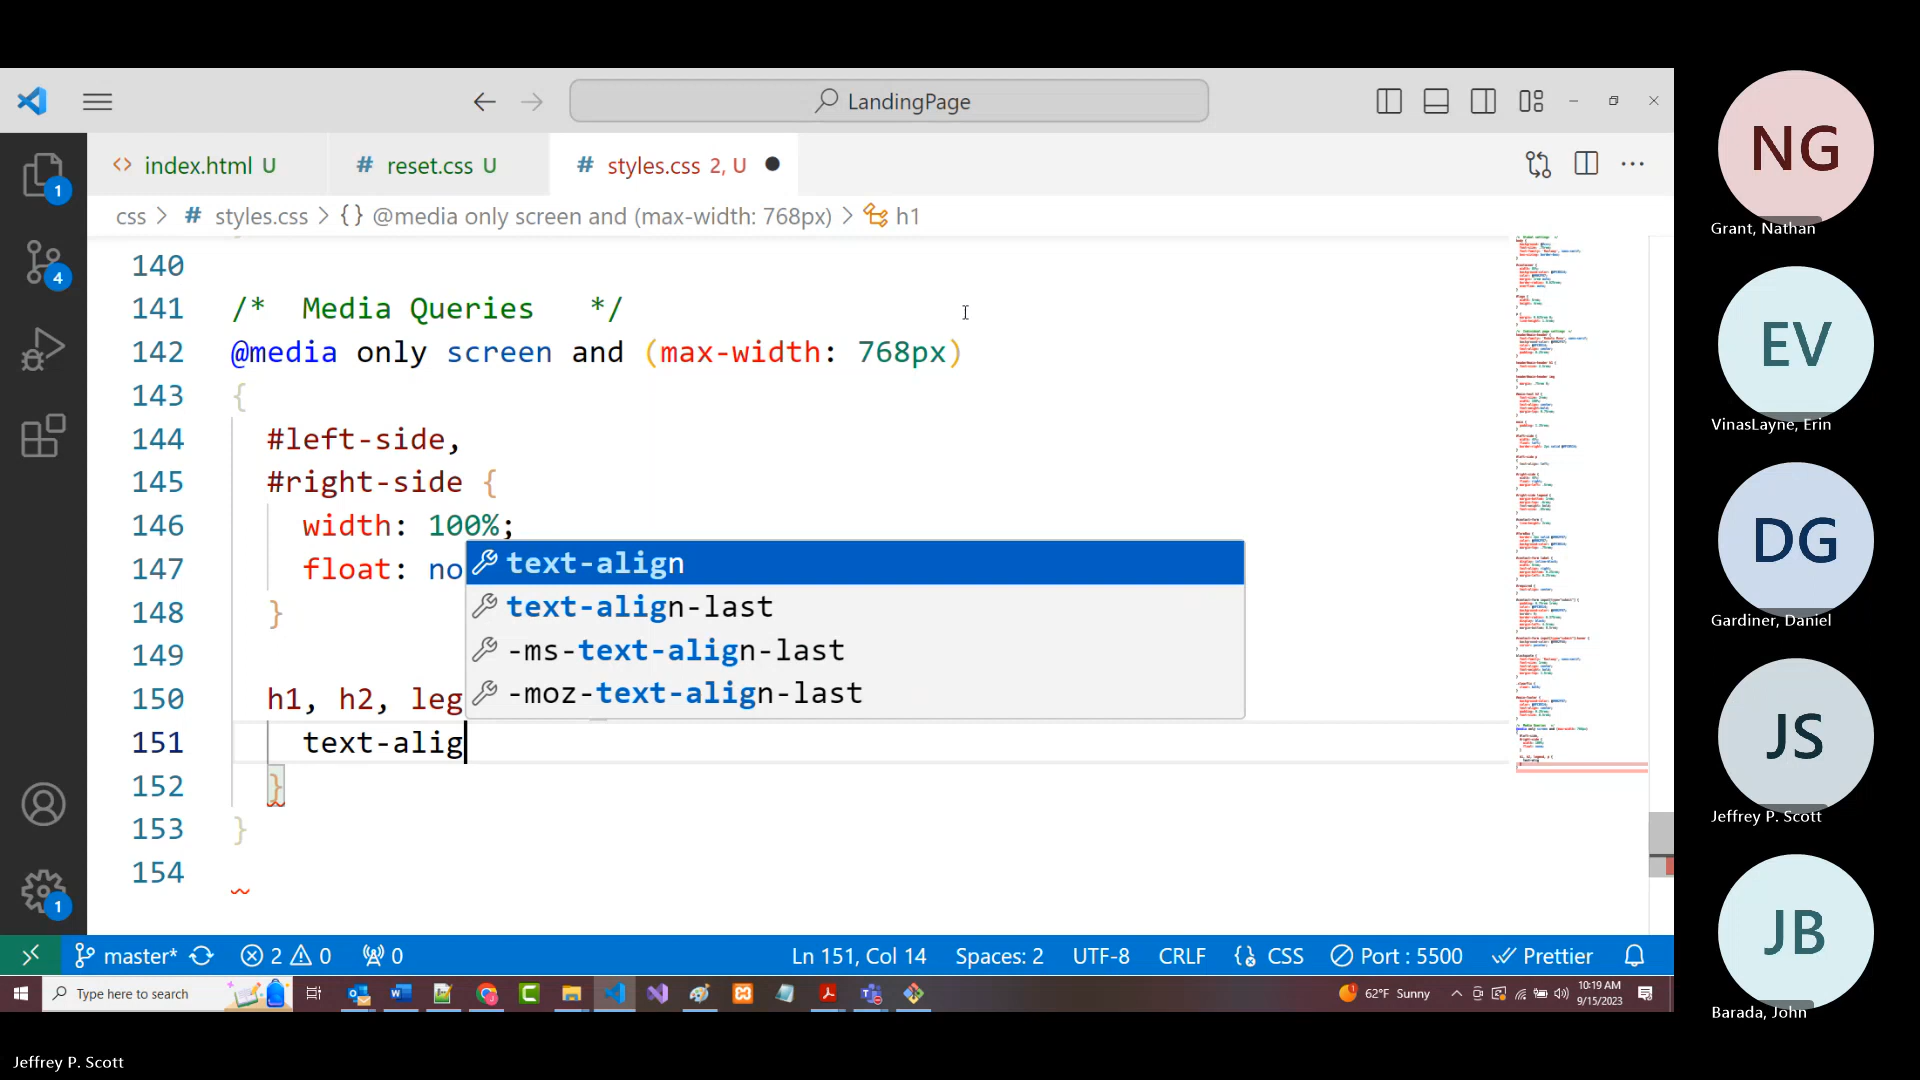 LandingPage
index.html U
# reset.css U
# styles.css 2, U
css > # styles.css > {} @media only screen and (max-width: 768px) > h1
140
141 /* Media Queries */
142 @media only screen and (max-width: 768px)
143 {
144 #left-side,
145 #right-side {
146 width: 100%;
147 float: no
148 }
149
150 h1, h2, leg
151 text-alig
152 }
153 }
154
text-align
text-align-last
-ms-text-align-last
-moz-text-align-last
1
4
1
master* 2 0 0 Ln 151, Col 14 Spaces: 2 UTF-8 CRLF {} CSS Port : 5500 Prettier
Type here to search
62°F Sunny
10:19 AM
9/15/2023
NG
Grant, Nathan
EV
VinasLayne, Erin
DG
Gardiner, Daniel
JS
Jeffrey P. Scott
JB
Barada, John
Jeffrey P. Scott